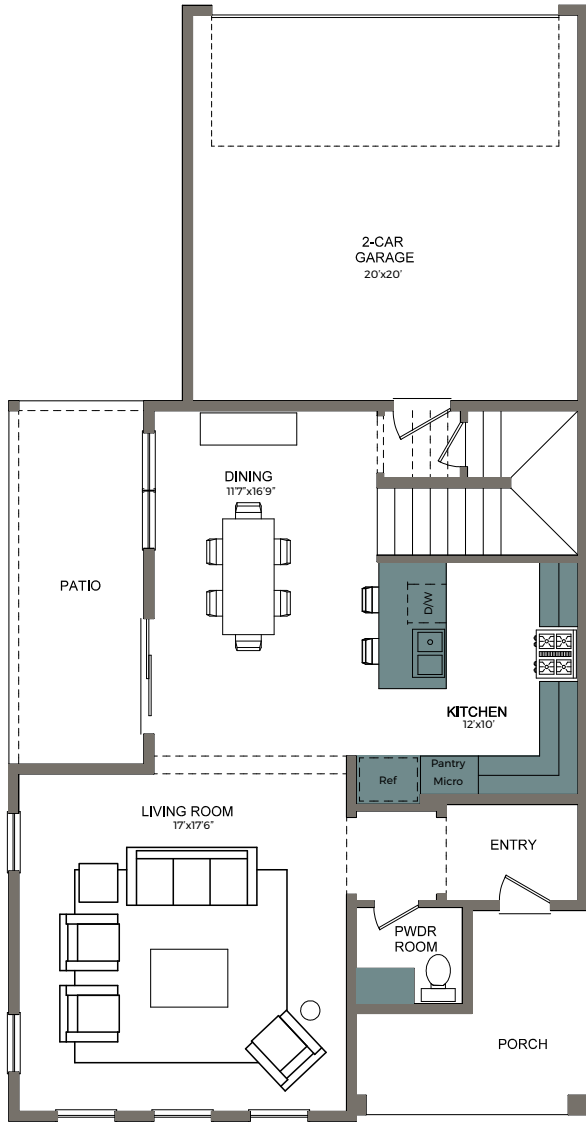 2-CAR
GARAGE
20'x20'
DINING
11'7"x16'9"
PATIO
D/W
KITCHEN
12'x10'
Ref
Pantry
Micro
LIVING ROOM
17'x17'6"
ENTRY
PWDR
ROOM
PORCH